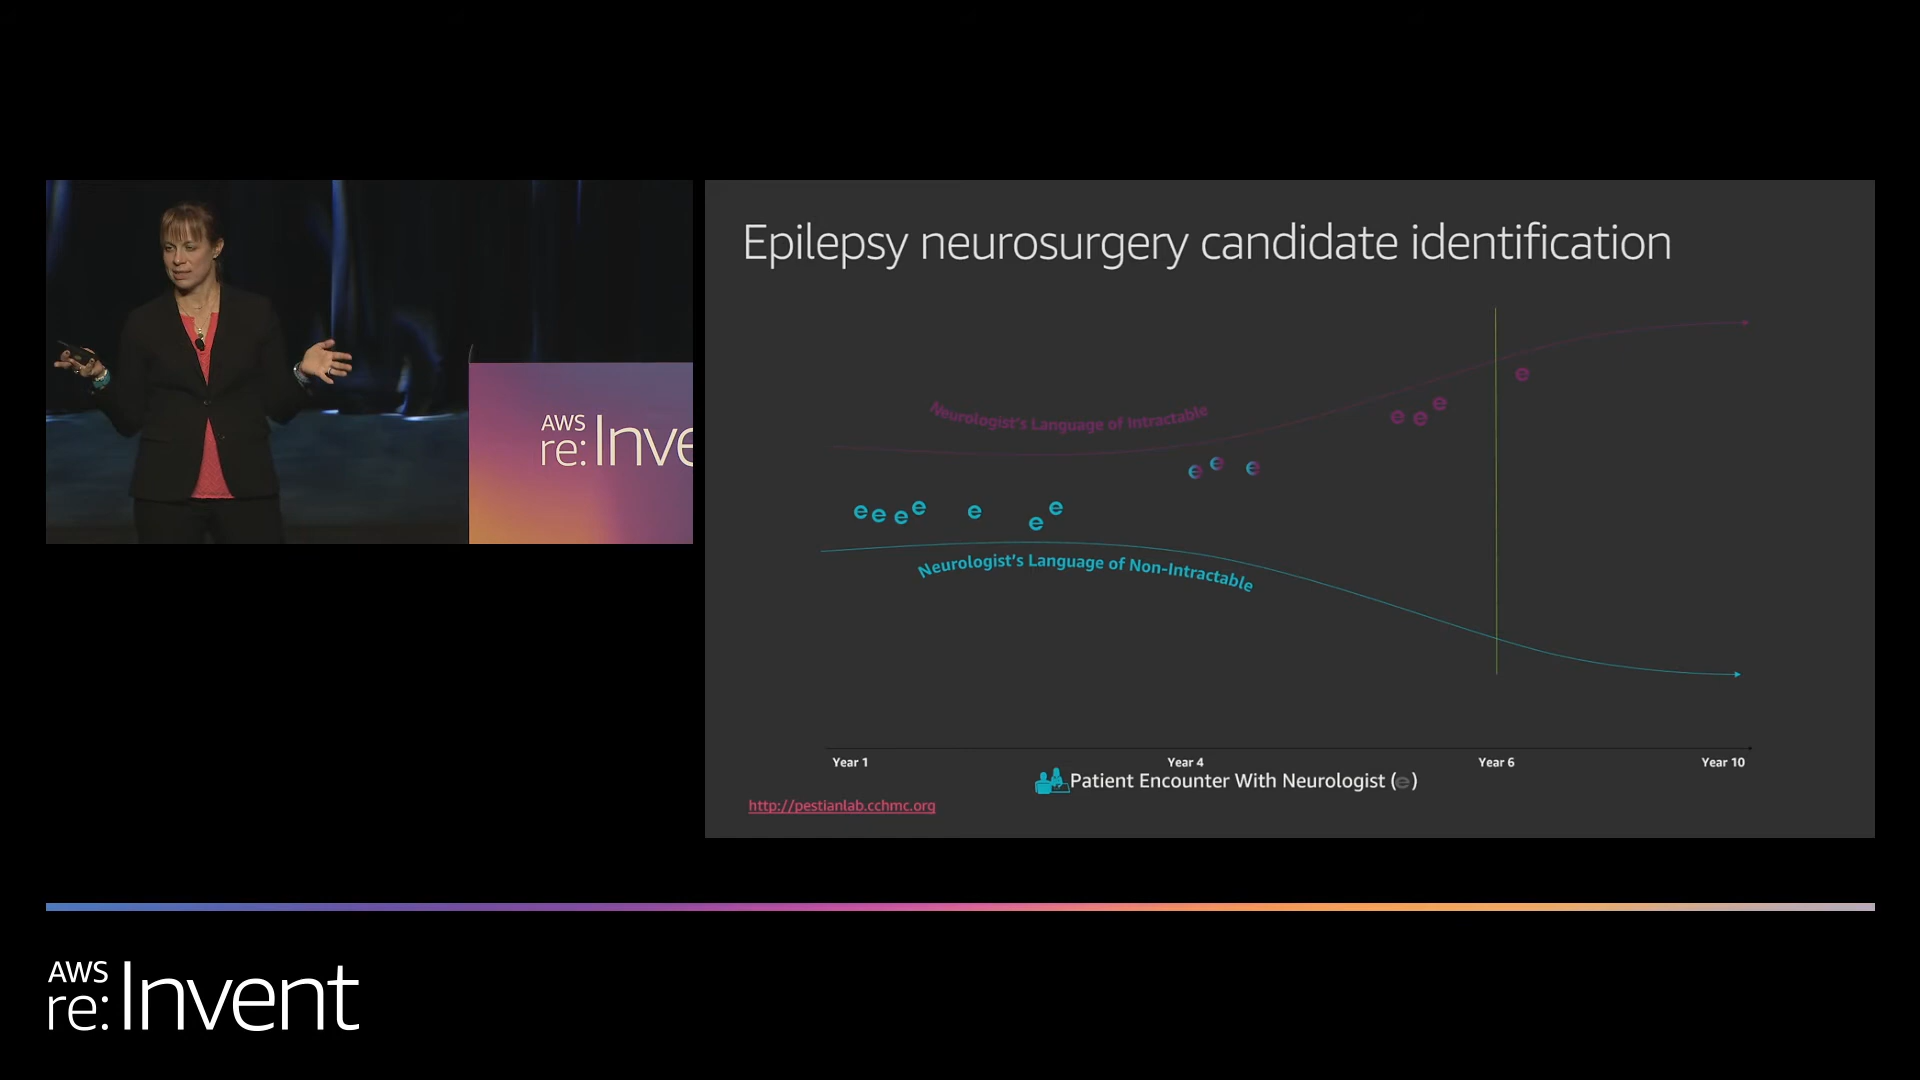 Epilepsy neurosurgery candidate identification
Neurologist's Language of Intractable
e e e
e
e e e
e e e e e e e
Neurologist's Language of Non-Intractable
Year 1 Year 4 Year 6 Year 10
Patient Encounter With Neurologist (e)
http://pestianlab.cchmc.org
AWS
re:Inve
AWS
re:Invent